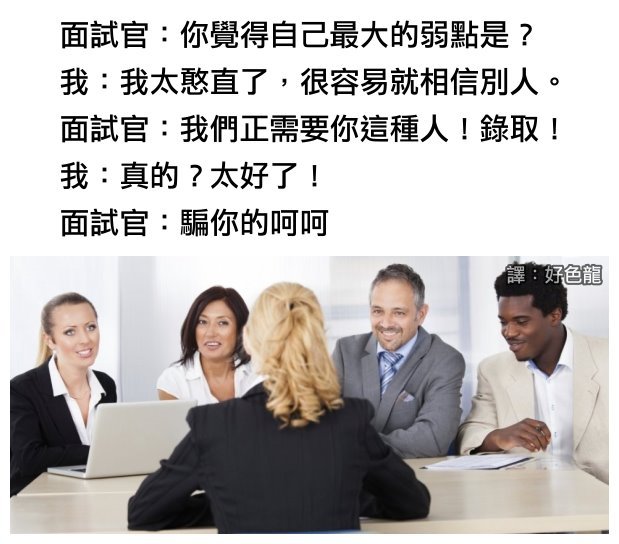 面試官：你覺得自己最大的弱點是？
我：我太憨直了，很容易就相信別人。
面試官：我們正需要你這種人！錄取！
我：真的？太好了！
面試官：騙你的呵呵
譯：好色龍